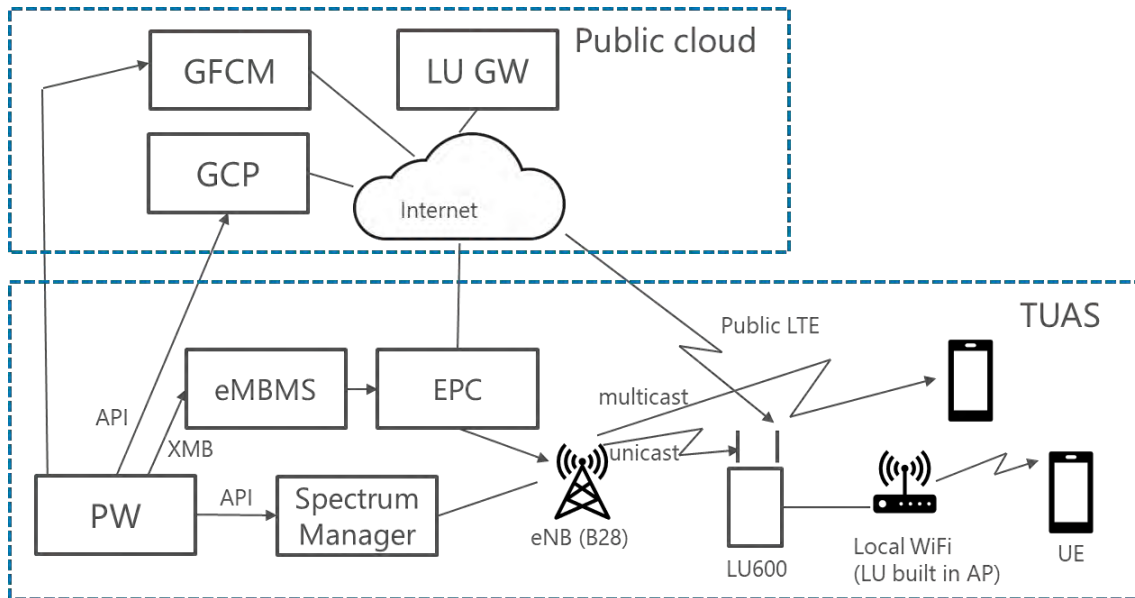 Public cloud
GFCM
LU GW
GCP
Internet
TUAS
Public LTE
eMBMS
EPC
multicast
API
XMB
unicast
PW
API
Spectrum
Manager
eNB (B28)
LU600
Local WiFi
(LU built in AP)
UE